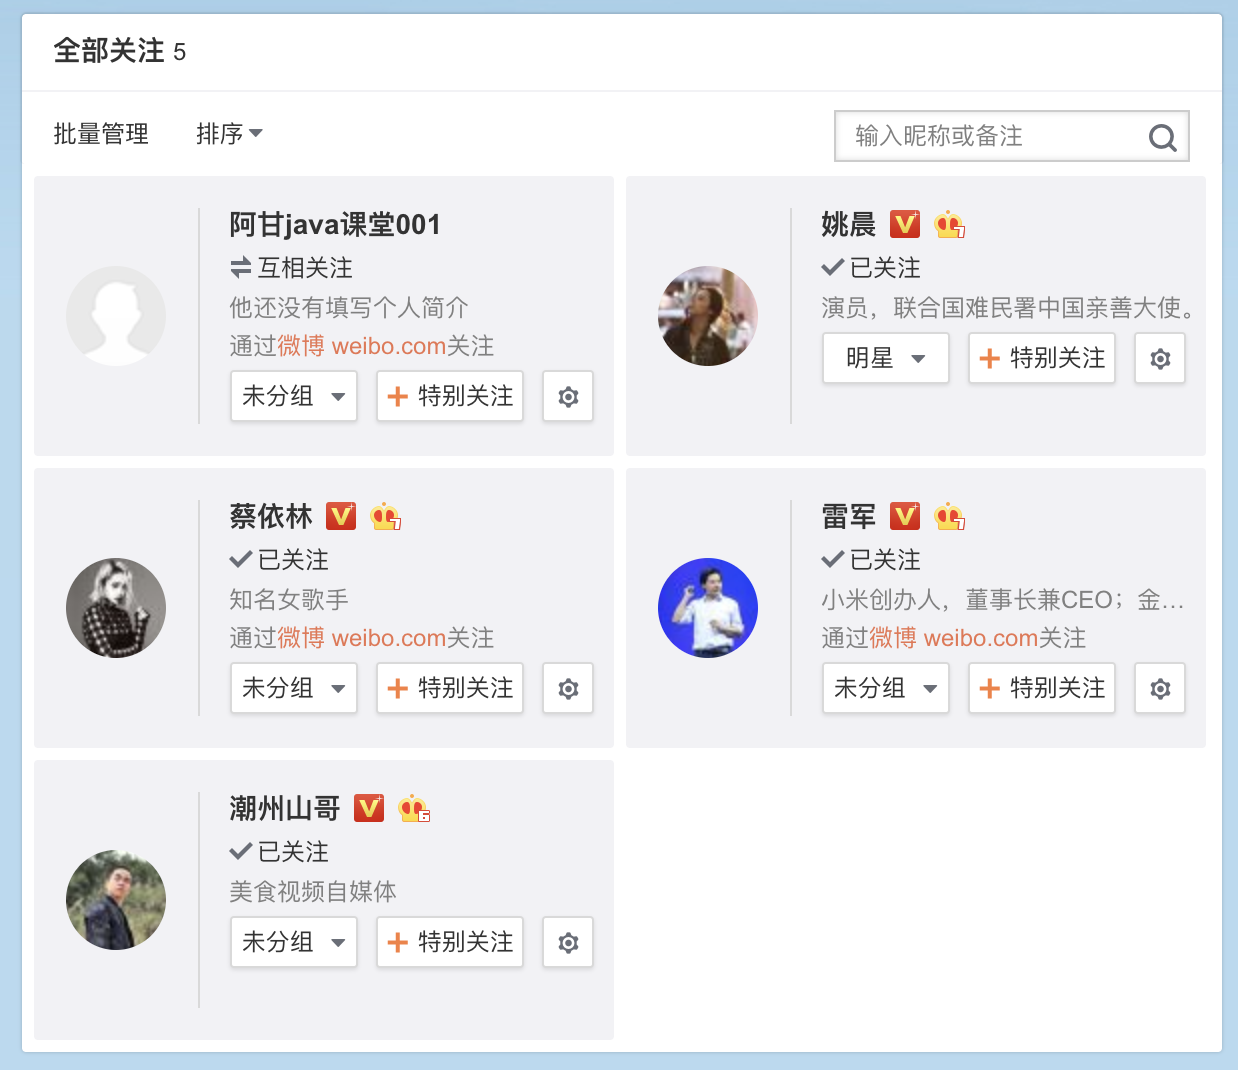 全部关注 5
批量管理 排序 输入昵称或备注
阿甘java课堂001
互相关注
他还没有填写个人简介
通过微博 weibo.com关注
未分组 特别关注
姚晨 V 7
已关注
演员，联合国难民署中国亲善大使。
明星 特别关注
蔡依林 V 7
已关注
知名女歌手
通过微博 weibo.com关注
未分组 特别关注
雷军 V 7
已关注
小米创办人，董事长兼CEO；金...
通过微博 weibo.com关注
未分组 特别关注
潮州山哥 V 6
已关注
美食视频自媒体
未分组 特别关注